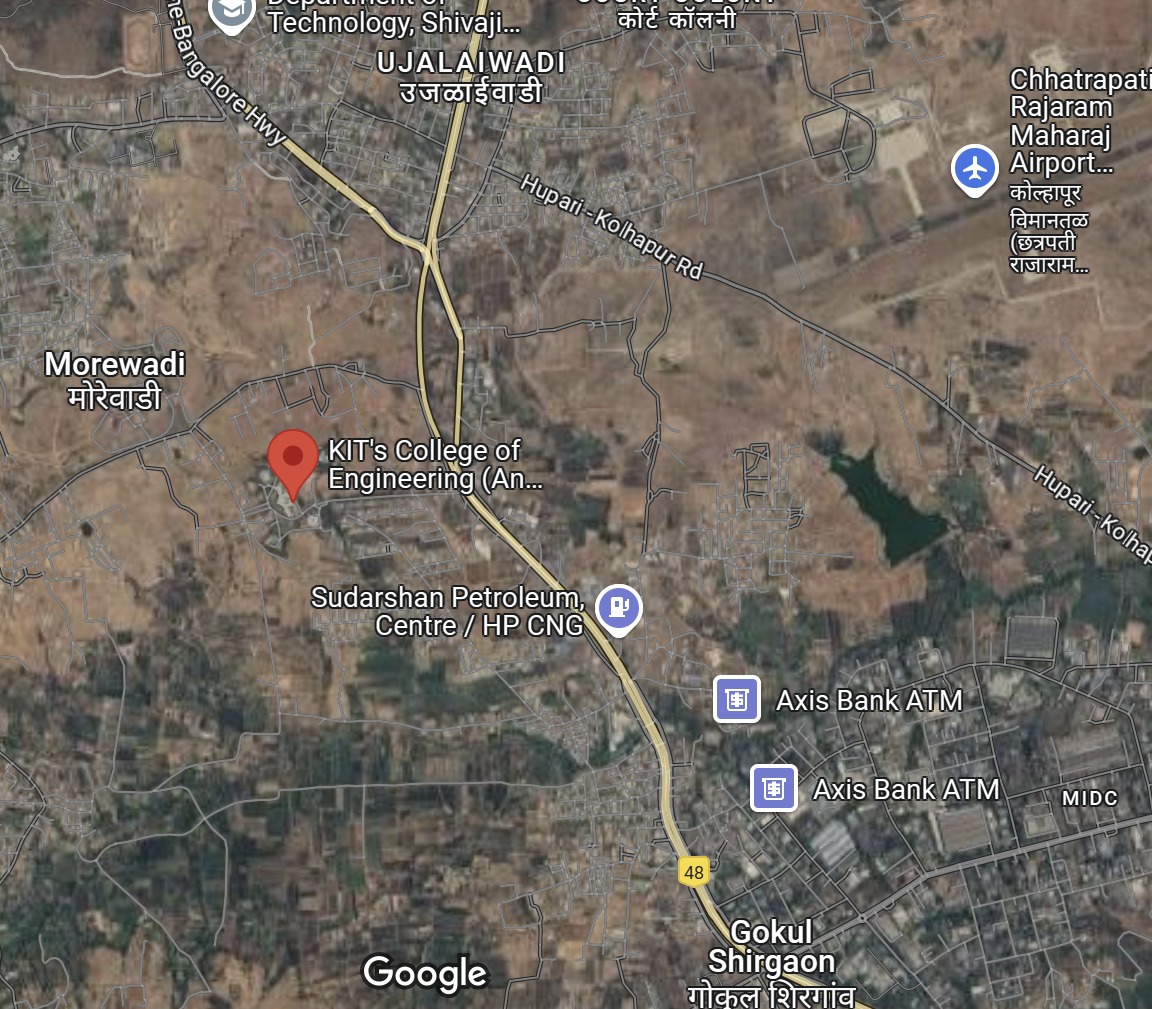 Technology, Shivaji...
कोर्ट कॉलनी
UJALAIWADI
उजळाईवाडी
ne-Bangalore Hwy
Chhatrapati
Rajaram
Maharaj
Airport...
कोल्हापूर
विमानतळ
(छत्रपती
राजाराम...
Hupari - Kolhapur Rd
Morewadi
मोरेवाडी
KIT's College of
Engineering (An...
Hupari - Kolhap
Sudarshan Petroleum,
Centre / HP CNG
Axis Bank ATM
Axis Bank ATM
MIDC
48
Gokul
Shirgaon
गोकुल शिरगांव
Google